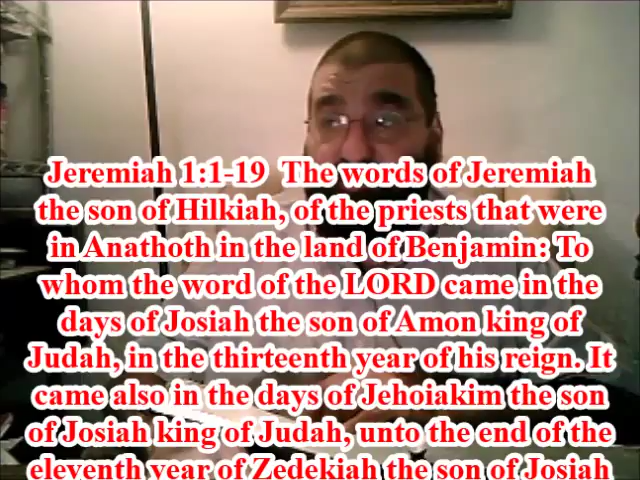 Jeremiah 1:1-19 The words of Jeremiah
the son of Hilkiah, of the priests that were
in Anathoth in the land of Benjamin: To
whom the word of the LORD came in the
days of Josiah the son of Amon king of
Judah, in the thirteenth year of his reign. It
came also in the days of Jehoiakim the son
of Josiah king of Judah, unto the end of the
eleventh year of Zedekiah the son of Josiah